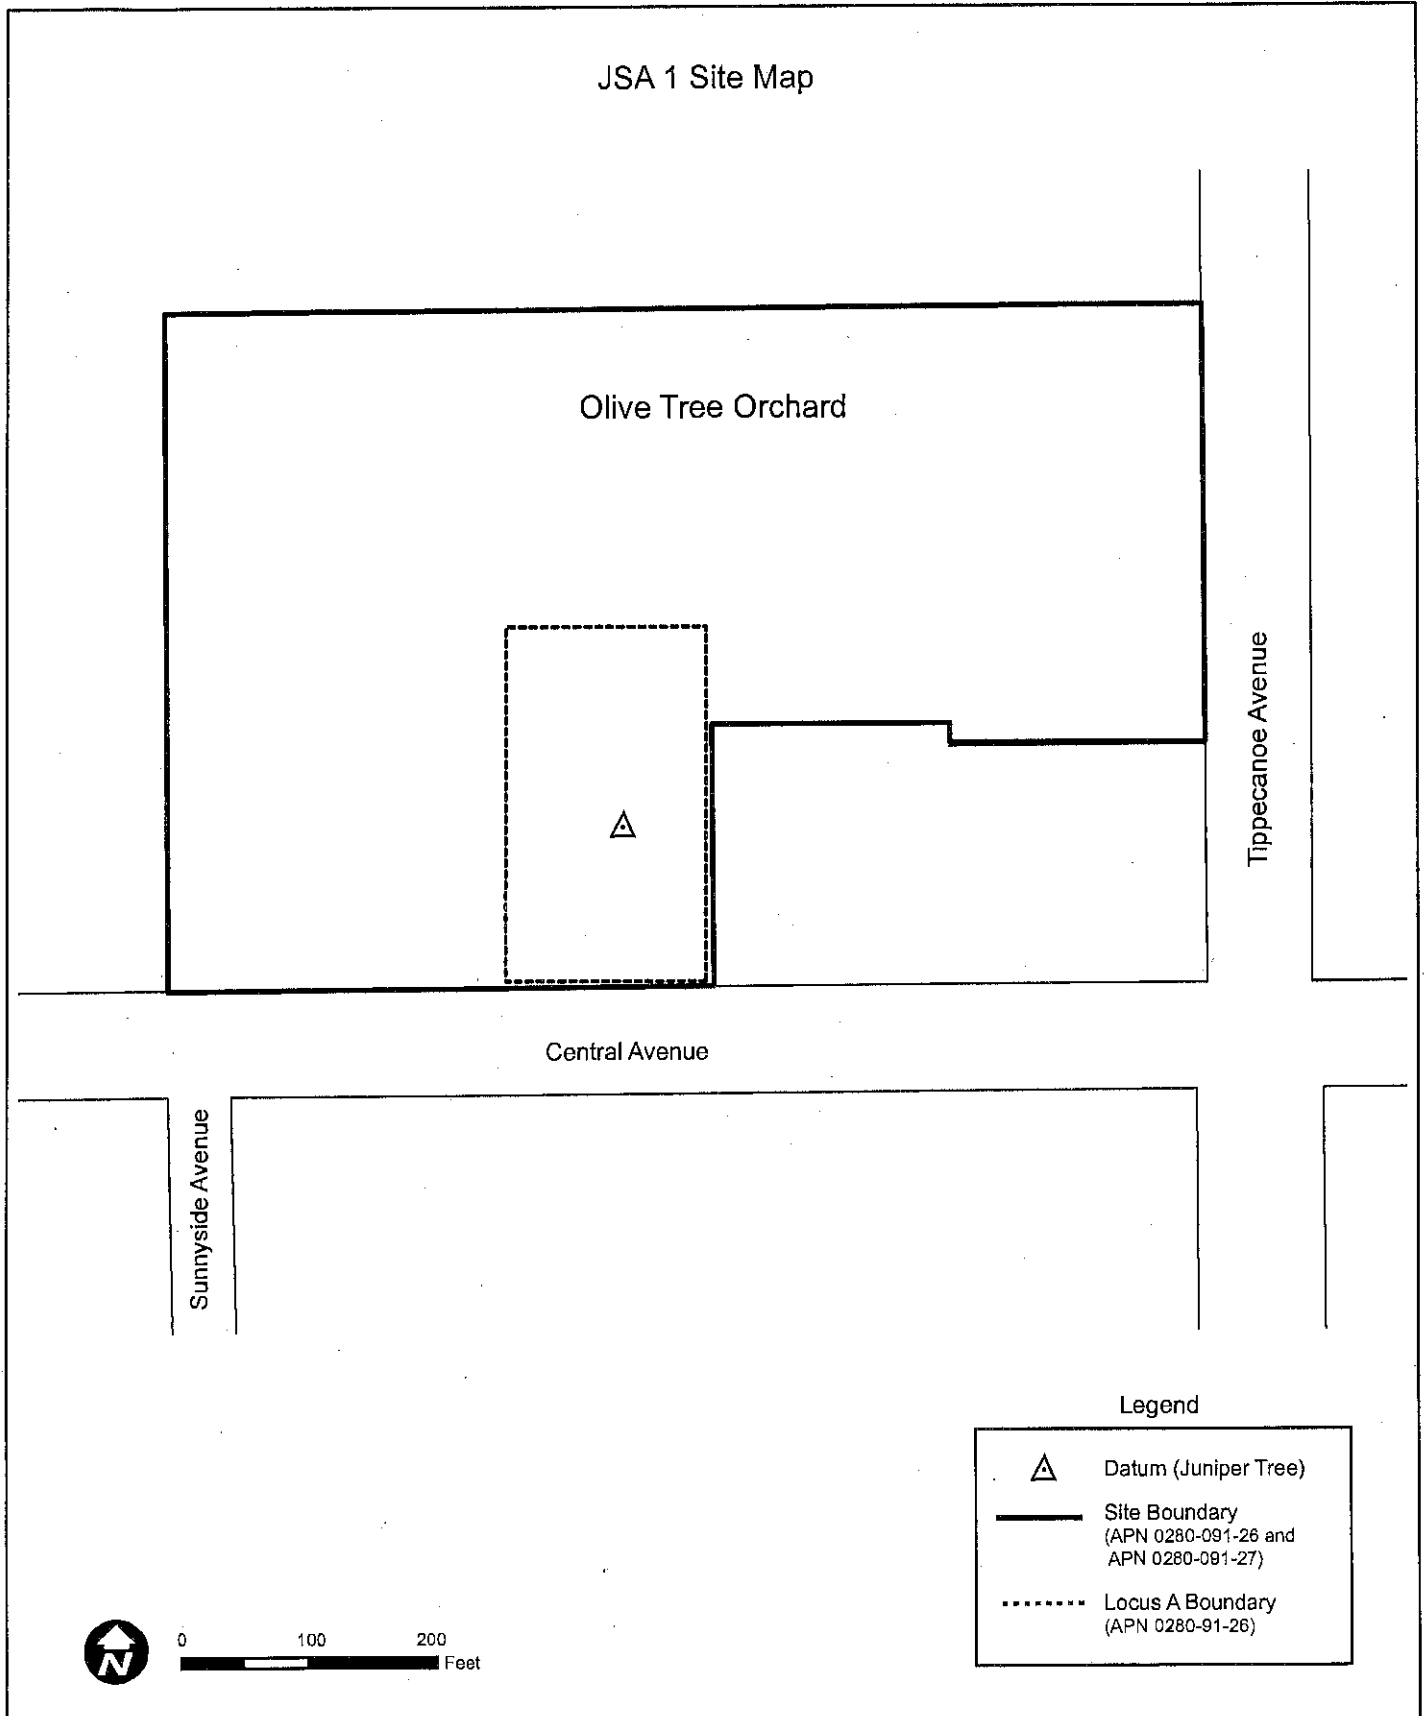 JSA 1 Site Map
Olive Tree Orchard
Tippecanoe Avenue
Central Avenue
Sunnyside Avenue
Legend
Datum (Juniper Tree)
Site Boundary
(APN 0280-091-26 and
APN 0280-091-27)
Locus A Boundary
(APN 0280-91-26)
N
0 100 200
Feet